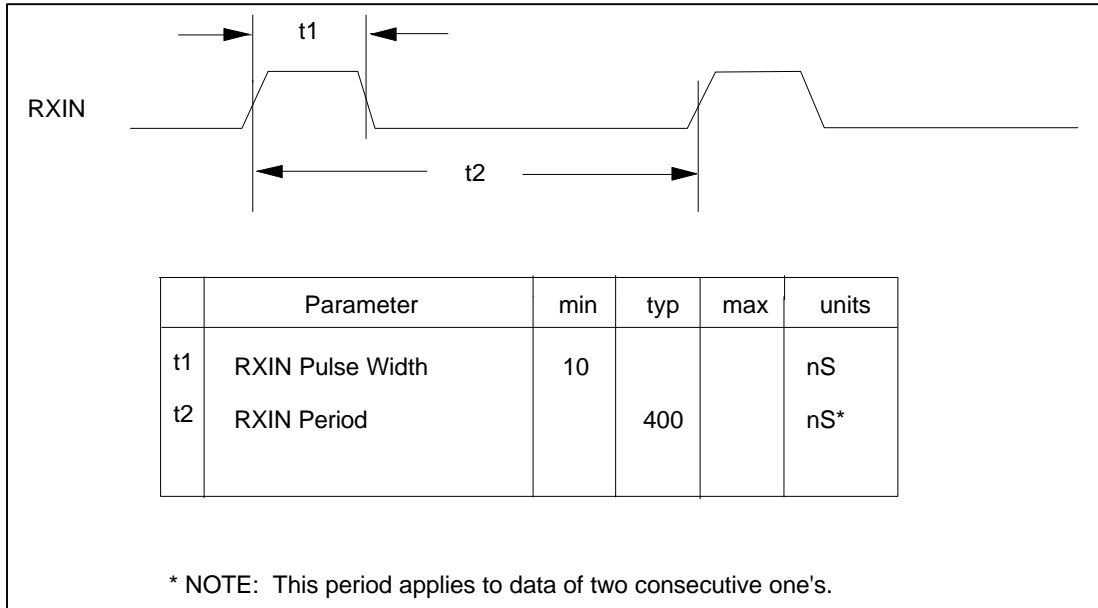 t1
RXIN
t2
Parameter min typ max units
t1 RXIN Pulse Width 10 nS
t2 RXIN Period 400 nS*
* NOTE: This period applies to data of two consecutive one's.